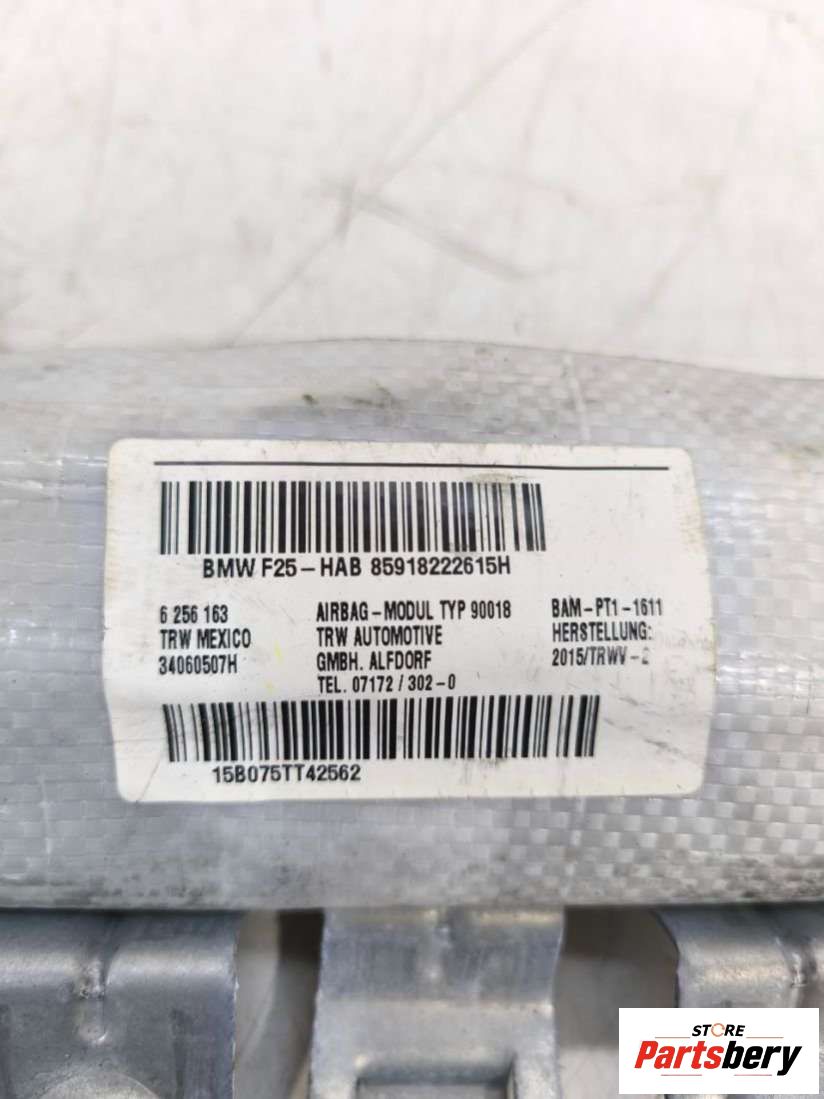 BMW F25-HAB 85918222615H
6 256 163
TRW MEXICO
34060507H
AIRBAG-MODUL TYP 90018
TRW AUTOMOTIVE
GMBH. ALFDORF
TEL. 07172 / 302-0
BAM-PT1-1611
HERSTELLUNG:
2015/TRWV-2
15B075TT42562
STORE
Partsbery